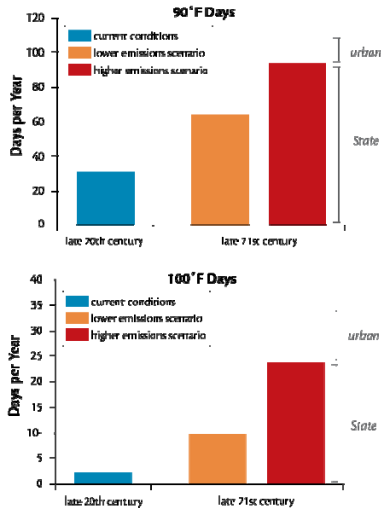 90°F Days
120
100
80
60
40
20
0
Days per Year
current conditions
lower emissions scenario
higher emissions scenario
urban
State
late 20th century
late 21st century
100°F Days
40
35
30
25
20
15
10
5
0
Days per Year
current conditions
lower emissions scenario
higher emissions scenario
urban
State
late 20th century
late 21st century